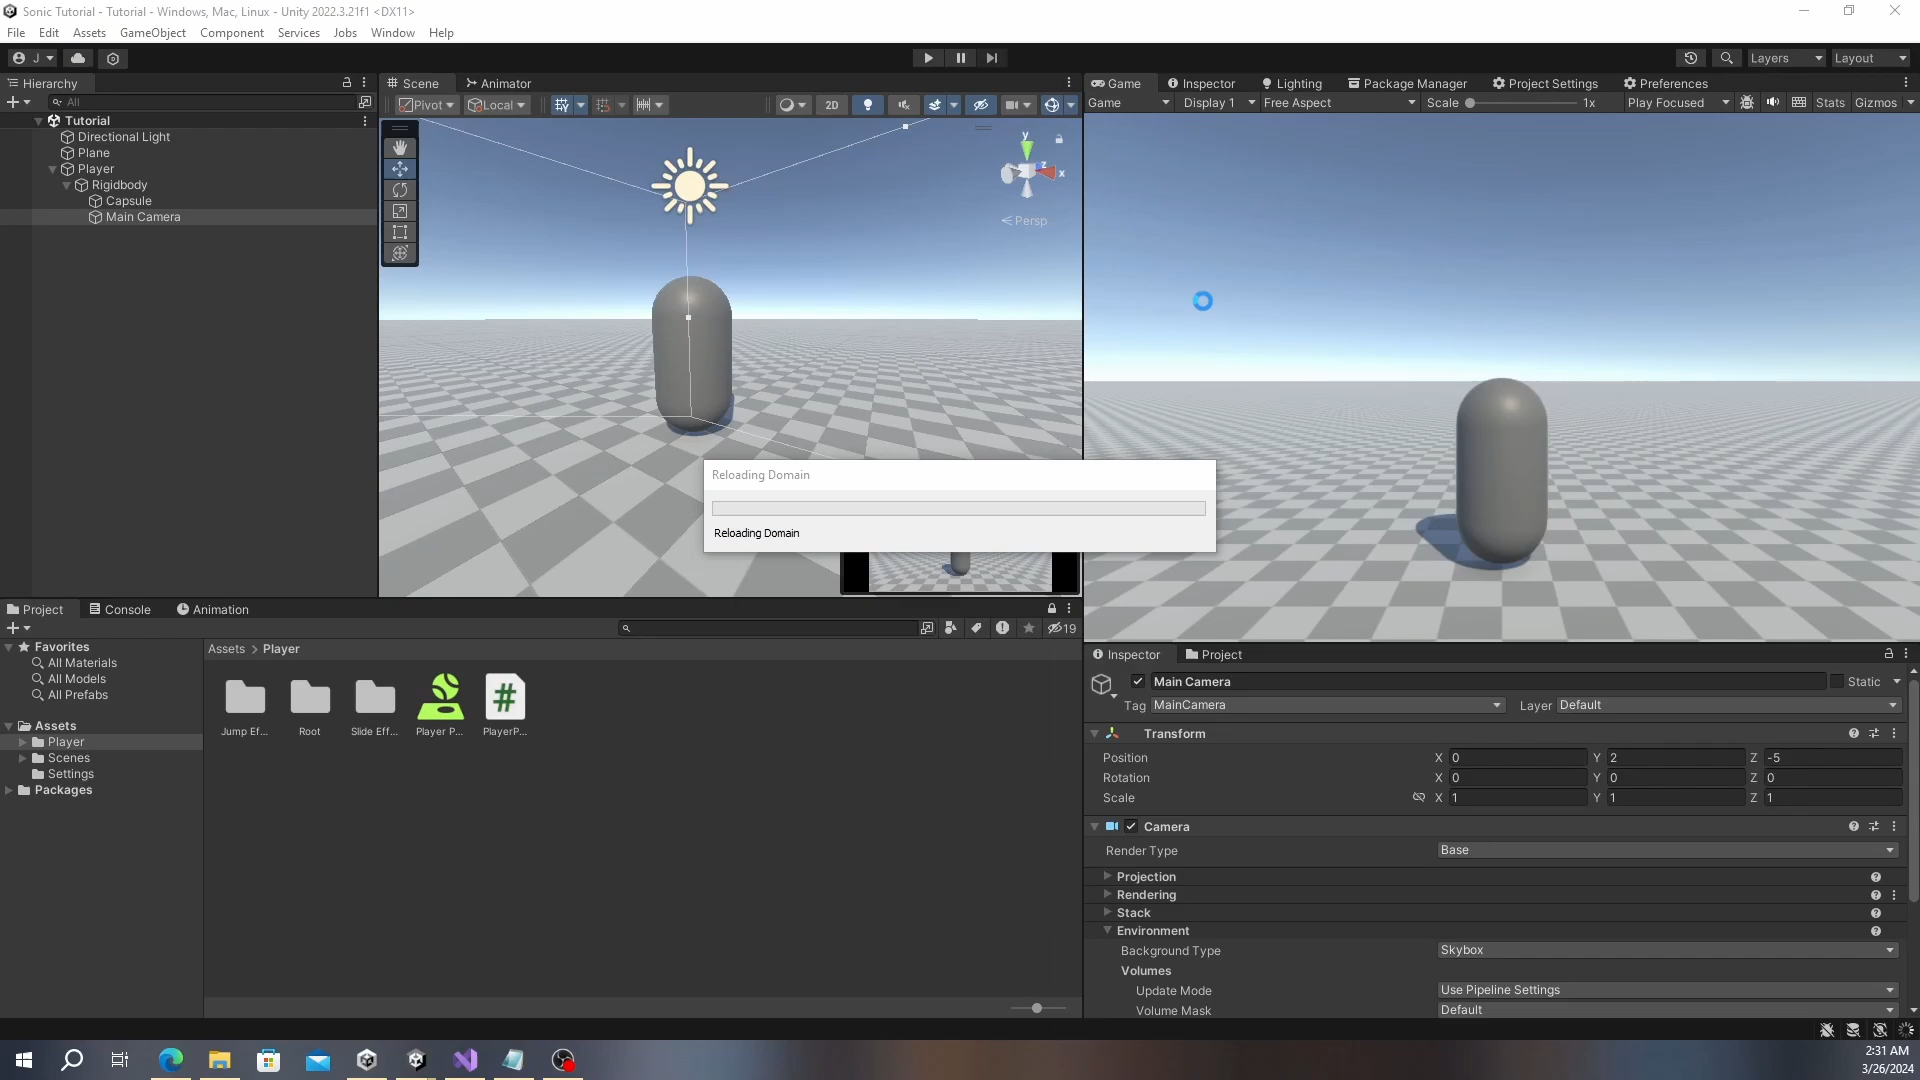 Sonic Tutorial - Tutorial - Windows, Mac, Linux - Unity 2022.3.21f1 <DX11>
File Edit Assets GameObject Component Services Jobs Window Help
J Layers Layout
Hierarchy
All
Tutorial
Directional Light
Plane
Player
Rigidbody
Capsule
Main Camera
Scene Animator
Pivot Local 2D
y
z
x
Persp
Game Inspector Lighting Package Manager Project Settings Preferences
Game Display 1 Free Aspect Scale 1x Play Focused Stats Gizmos
Reloading Domain
Reloading Domain
Project Console Animation
19
Favorites
All Materials
All Models
All Prefabs
Assets
Player
Scenes
Settings
Packages
Assets > Player
Jump Ef... Root Slide Eff... Player P... PlayerP...
Inspector Project
Main Camera Static
Tag MainCamera Layer Default
Transform
Position X 0 Y 2 Z -5
Rotation X 0 Y 0 Z 0
Scale X 1 Y 1 Z 1
Camera
Render Type Base
Projection
Rendering
Stack
Environment
Background Type Skybox
Volumes
Update Mode Use Pipeline Settings
Volume Mask Default
2:31 AM
3/26/2024